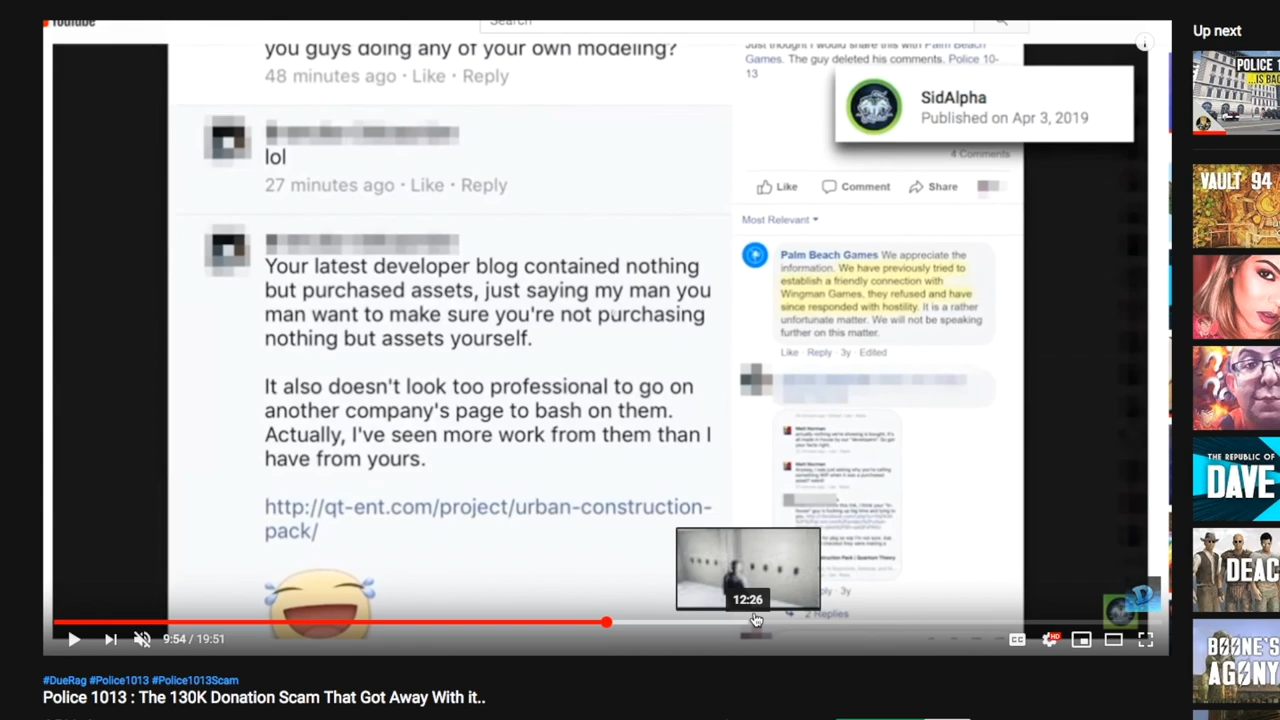 YouTube
Search
you guys doing any of your own modeling?
48 minutes ago · Like · Reply
lol
27 minutes ago · Like · Reply
Your latest developer blog contained nothing
but purchased assets, just saying my man you
man want to make sure you're not purchasing
nothing but assets yourself.
It also doesn't look too professional to go on
another company's page to bash on them.
Actually, I've seen more work from them than I
have from yours.
http://qt-ent.com/project/urban-construction-
pack/
Just thought I would share this with Palm Beach
Games. The guy deleted his comments. Police 10-
13
SidAlpha
Published on Apr 3, 2019
4 Comments
Like Comment Share
Most Relevant
Palm Beach Games We appreciate the
information. We have previously tried to
establish a friendly connection with
Wingman Games, they refused and have
since responded with hostility. It is a rather
unfortunate matter. We will not be speaking
further on this matter.
Like · Reply · 3y · Edited
Matt Norman
Matt Norman
· 3y
2 Replies
12:26
9:54 / 19:51
CC
HD
#DueRag #Police1013 #Police1013Scam
Police 1013 : The 130K Donation Scam That Got Away With it..
Up next
POLICE 1
..IS BAC
VAULT 94
THE REPUBLIC OF
DAVE
DEAC
BOONE'S
AGONY